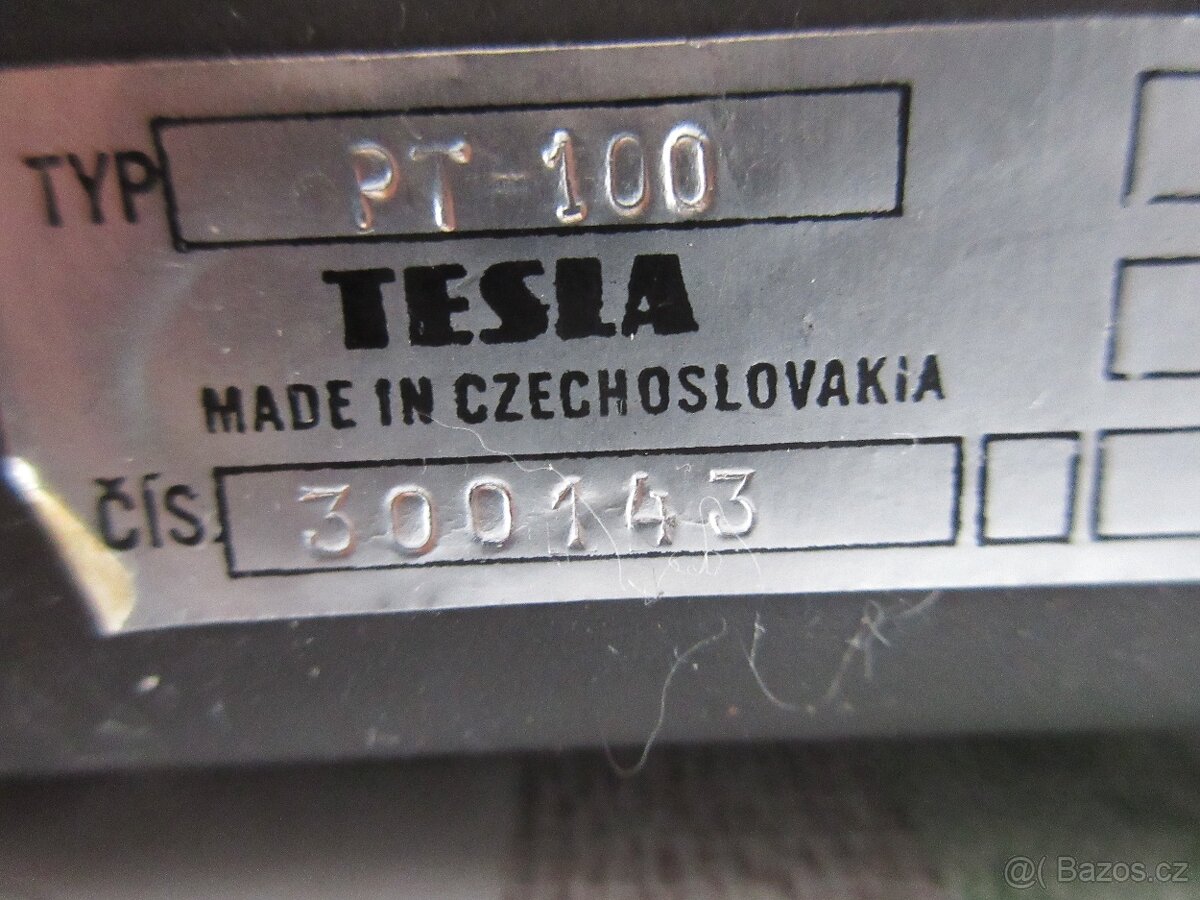 TYP PT-100
TESLA
MADE IN CZECHOSLOVAKiA
ČÍS. 300143
@( Bazos.cz